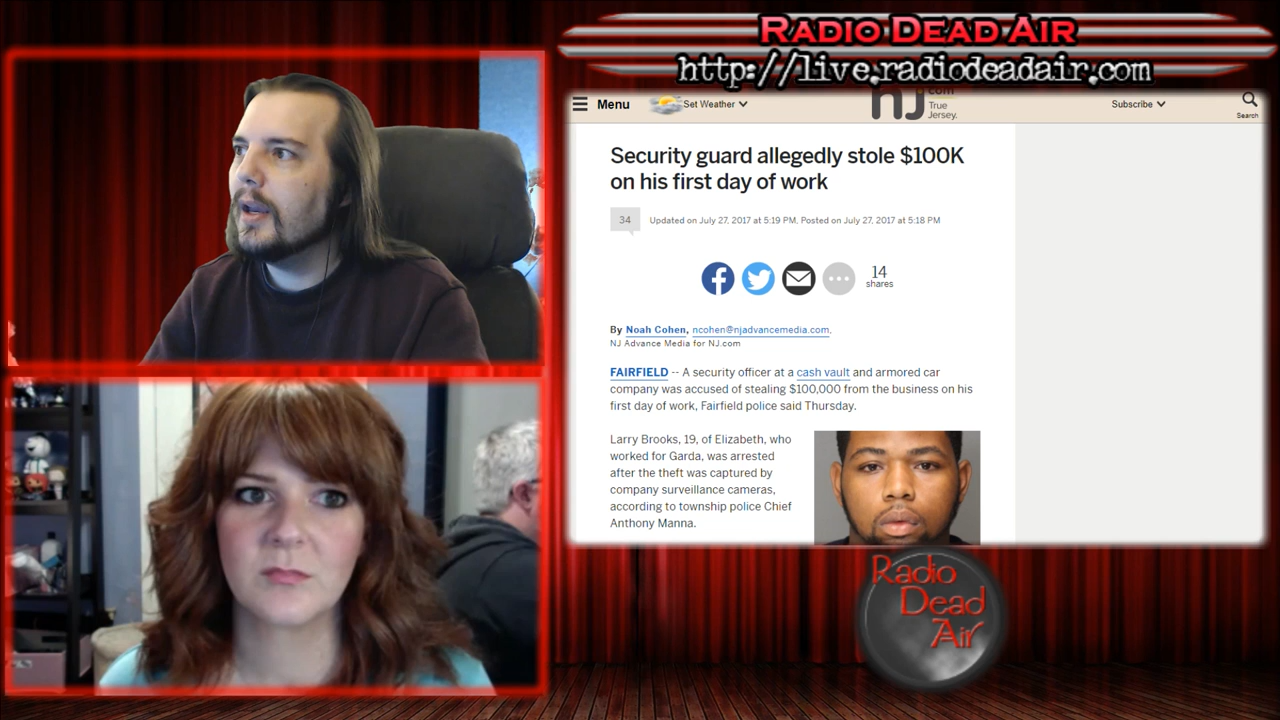 Radio Dead Air
http://live.radiodeadair.com
Menu
Set Weather
nj
.com
True
Jersey.
Subscribe
Search
Security guard allegedly stole $100K
on his first day of work
34
Updated on July 27, 2017 at 5:19 PM, Posted on July 27, 2017 at 5:18 PM
14
shares
By Noah Cohen, ncohen@njadvancemedia.com,
NJ Advance Media for NJ.com
FAIRFIELD -- A security officer at a cash vault and armored car
company was accused of stealing $100,000 from the business on his
first day of work, Fairfield police said Thursday.
Larry Brooks, 19, of Elizabeth, who
worked for Garda, was arrested
after the theft was captured by
company surveillance cameras,
according to township police Chief
Anthony Manna.
Radio
Dead
Air